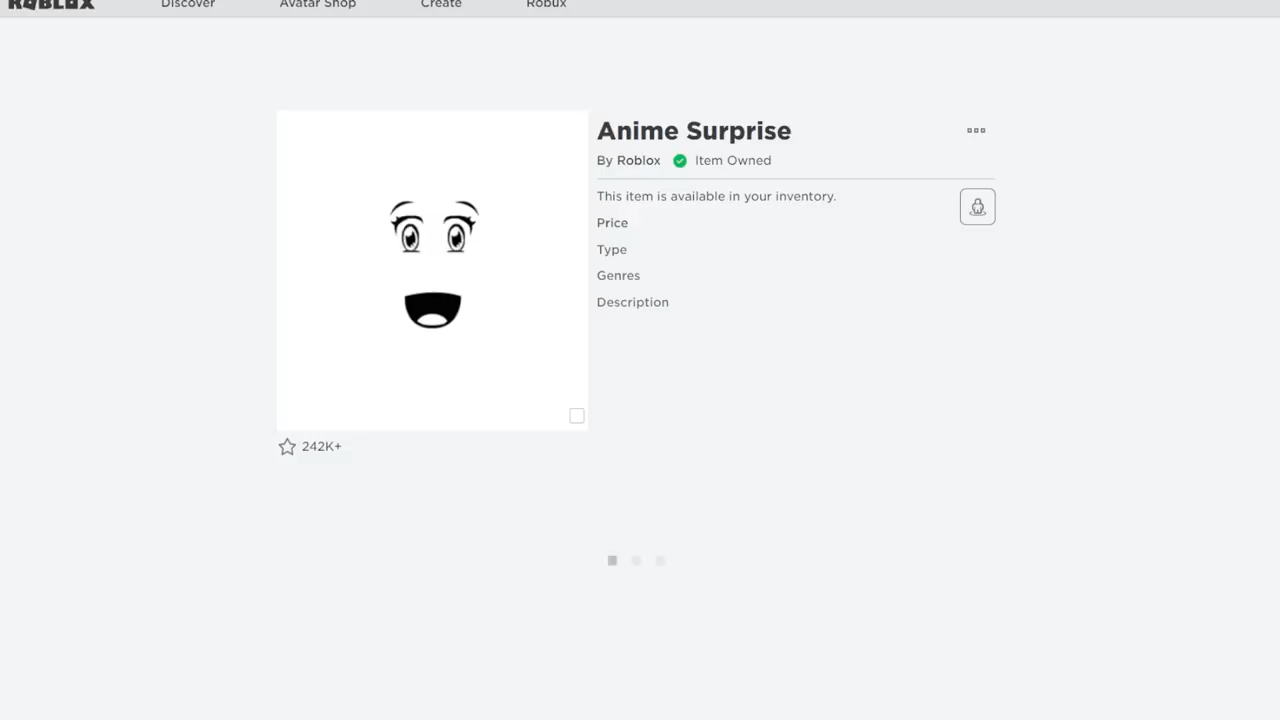 ROBLOX Discover Avatar Shop Create Robux
Anime Surprise
By Roblox Item Owned
This item is available in your inventory.
Price
Type
Genres
Description
242K+